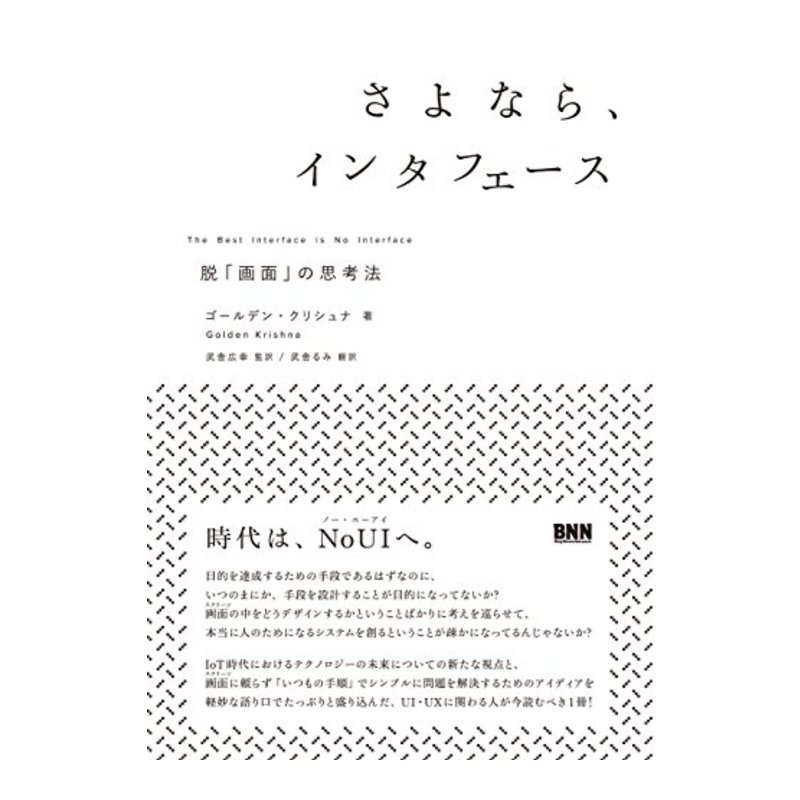 さよなら、
インタフェース
The Best Interface is No Interface
脱「画面」の思考法
ゴールデン・クリシュナ 著
Golden Krishna
武舎広幸 監訳 / 武舎るみ 翻訳
ノー・ユーアイ
時代は、NoUIへ。
BNN
目的を達成するための手段であるはずなのに、
いつのまにか、手段を設計することが目的になってないか?
スクリーン
画面の中をどうデザインするかということばかりに考えを巡らせて、
本当に人のためになるシステムを創るということが疎かになってるんじゃないか?
IoT時代におけるテクノロジーの未来についての新たな視点と、
スクリーン
画面に頼らず「いつもの手順」でシンプルに問題を解決するためのアイディアを
軽妙な語り口でたっぷりと盛り込んだ、UI・UXに関わる人が今読むべき1冊!